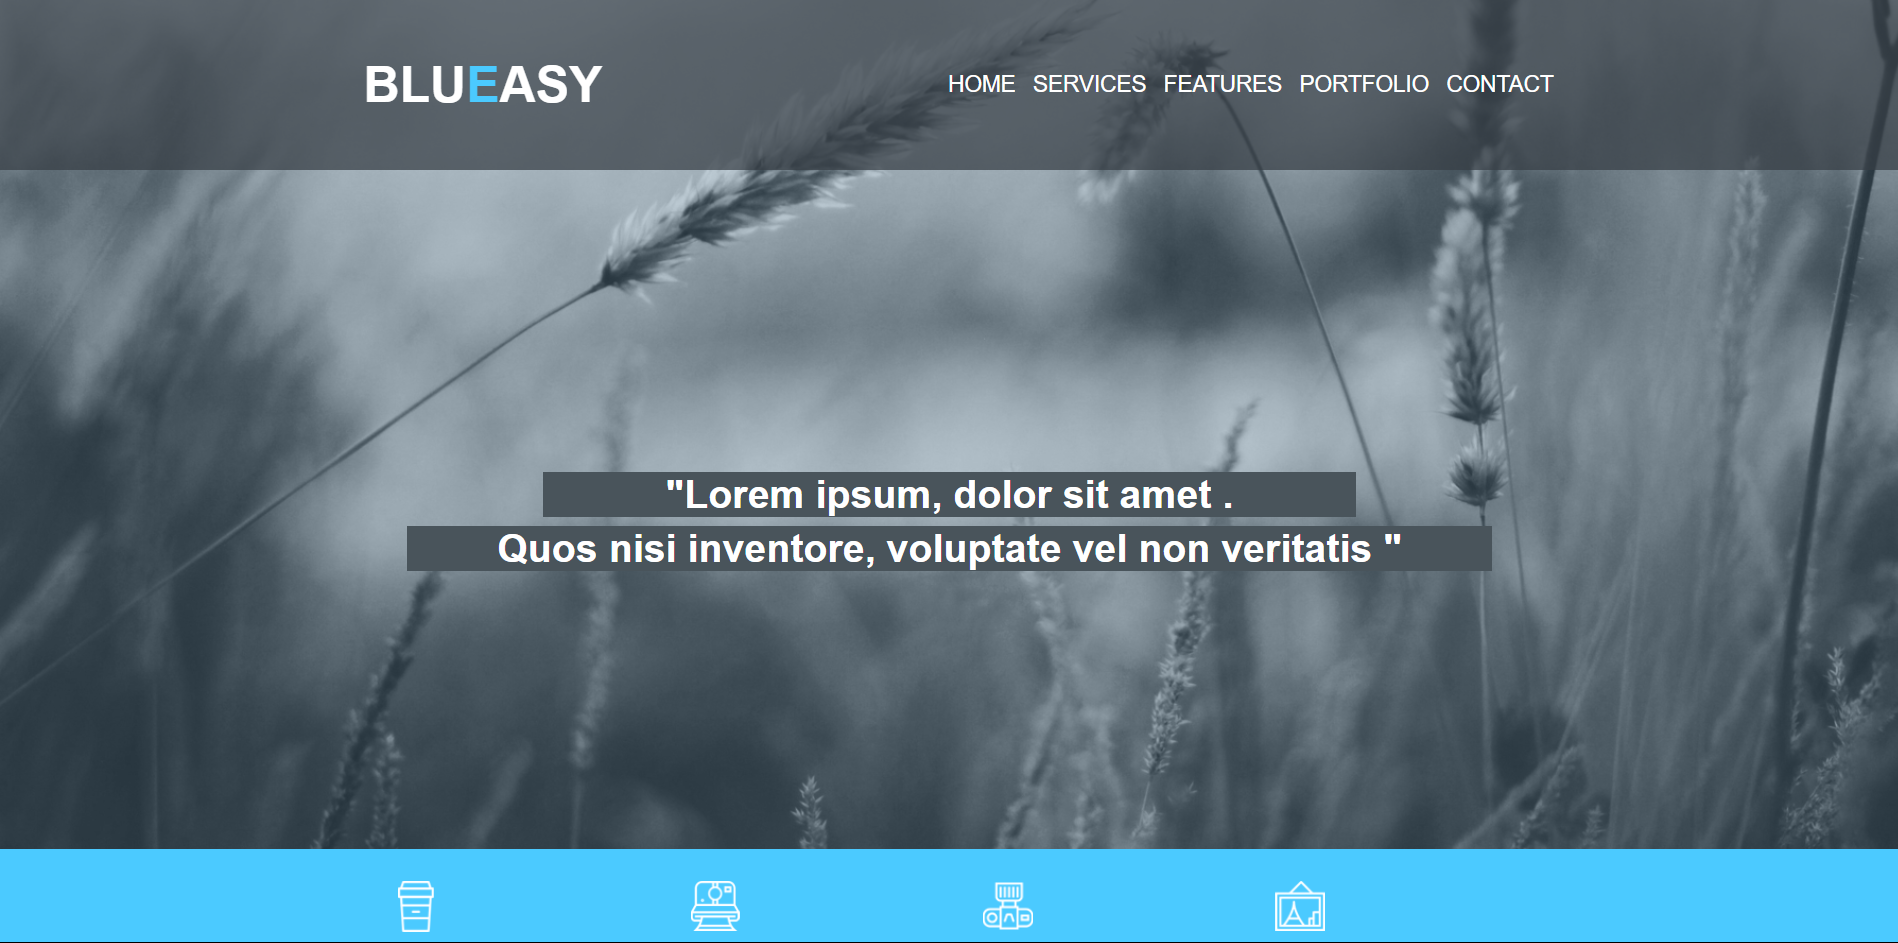 BLUEASY
HOME SERVICES FEATURES PORTFOLIO CONTACT
"Lorem ipsum, dolor sit amet .
Quos nisi inventore, voluptate vel non veritatis "